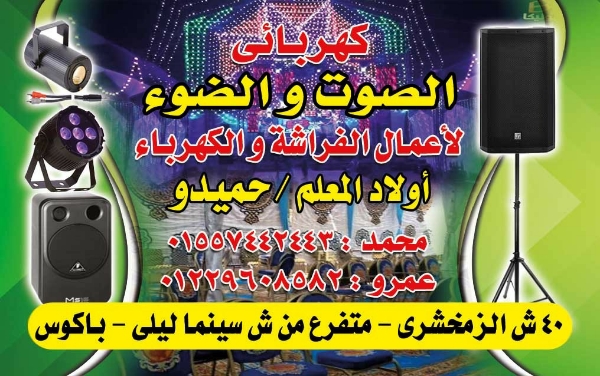 كهربائى
الصوت و الضوء
لأعمال الفراشة و الكهرباء
أولاد المعلم / حميدو
محمد : ٠١٥٥٧٤٤٢٤٤٣
عمرو : ٠١٢٢٩٦٠٨٥٨٢
٤٠ ش الزمخشرى - متفرع من ش سينما ليلى - باكوس